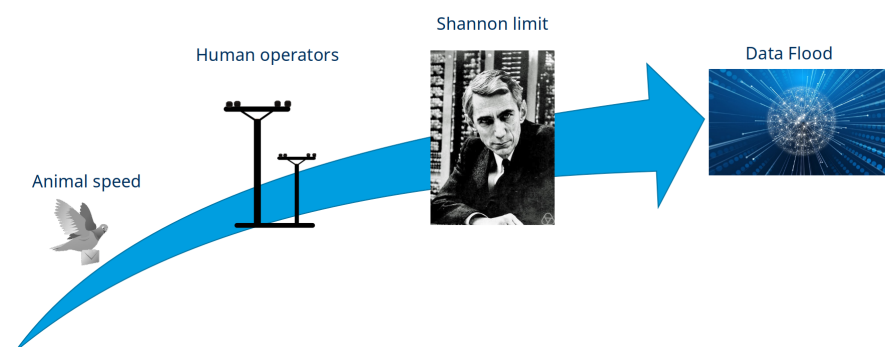 Shannon limit
Human operators
Data Flood
Animal speed